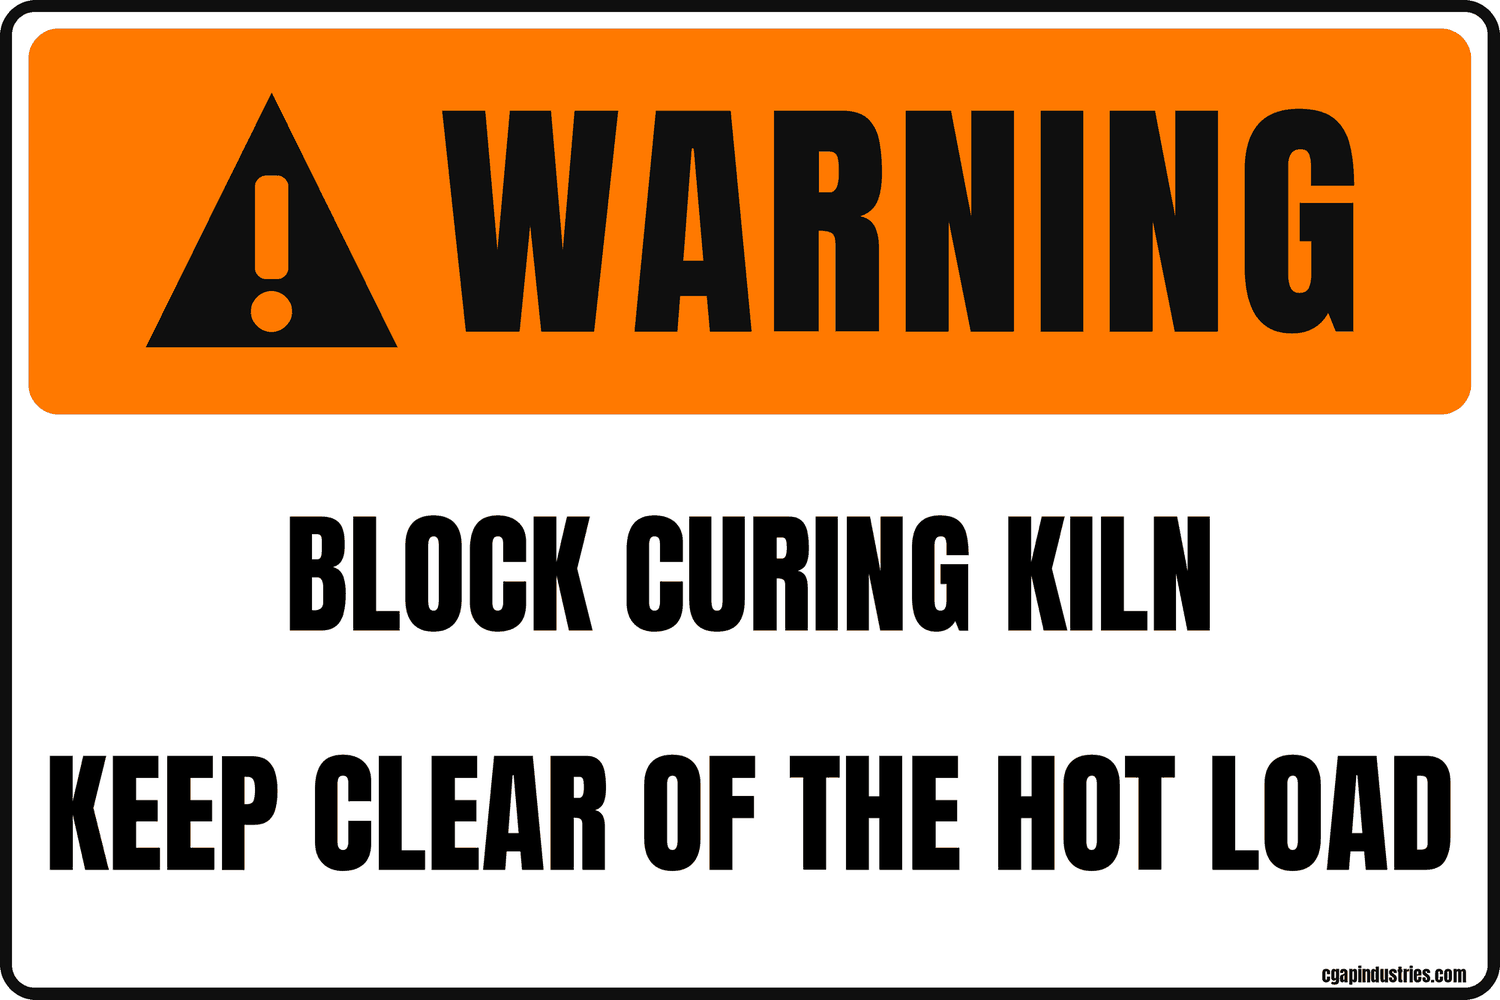 WARNING
BLOCK CURING KILN
KEEP CLEAR OF THE HOT LOAD
cgapindustries.com